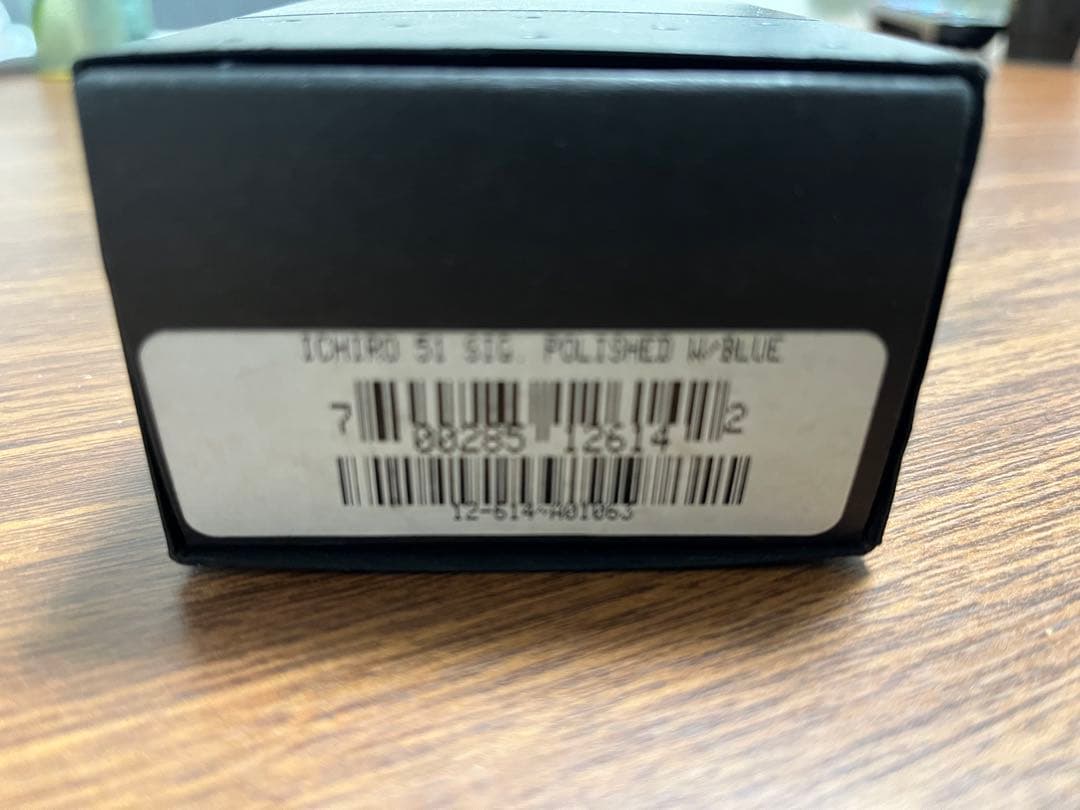 ICHIRO 51 SIG. POLISHED W/BLUE
7 00285 12614 2
12-614-A01063